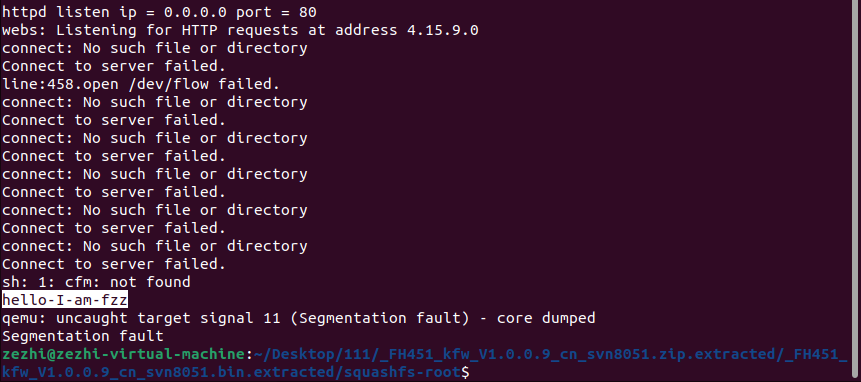 httpd listen ip = 0.0.0.0 port = 80
webs: Listening for HTTP requests at address 4.15.9.0
connect: No such file or directory
Connect to server failed.
line:458.open /dev/flow failed.
connect: No such file or directory
Connect to server failed.
connect: No such file or directory
Connect to server failed.
connect: No such file or directory
Connect to server failed.
connect: No such file or directory
Connect to server failed.
connect: No such file or directory
Connect to server failed.
sh: 1: cfm: not found
hello-I-am-fzz
qemu: uncaught target signal 11 (Segmentation fault) - core dumped
Segmentation fault
zezhi@zezhi-virtual-machine:~/Desktop/111/_FH451_kfw_V1.0.0.9_cn_svn8051.zip.extracted/_FH451_
kfw_V1.0.0.9_cn_svn8051.bin.extracted/squashfs-root$